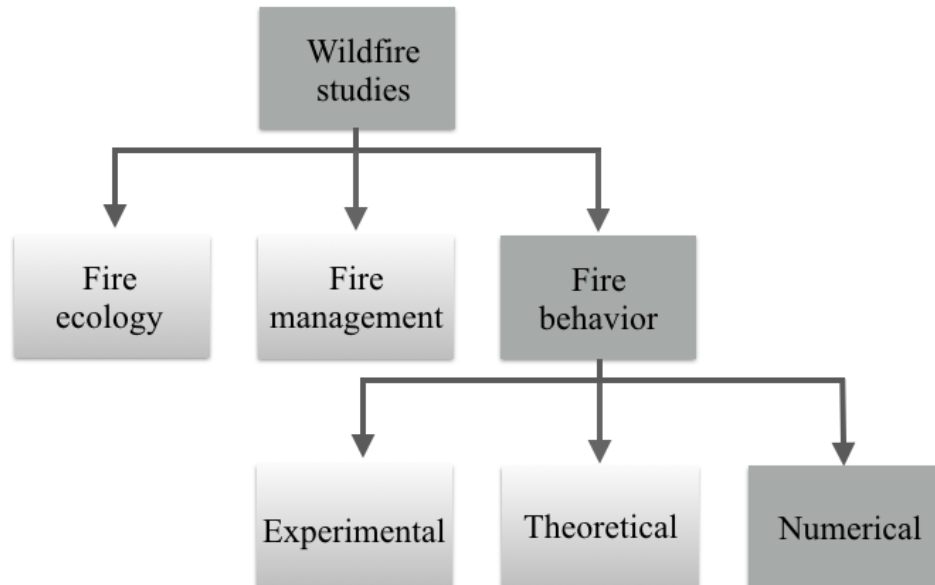 Wildfire
studies
Fire
ecology
Fire
management
Fire
behavior
Experimental
Theoretical
Numerical